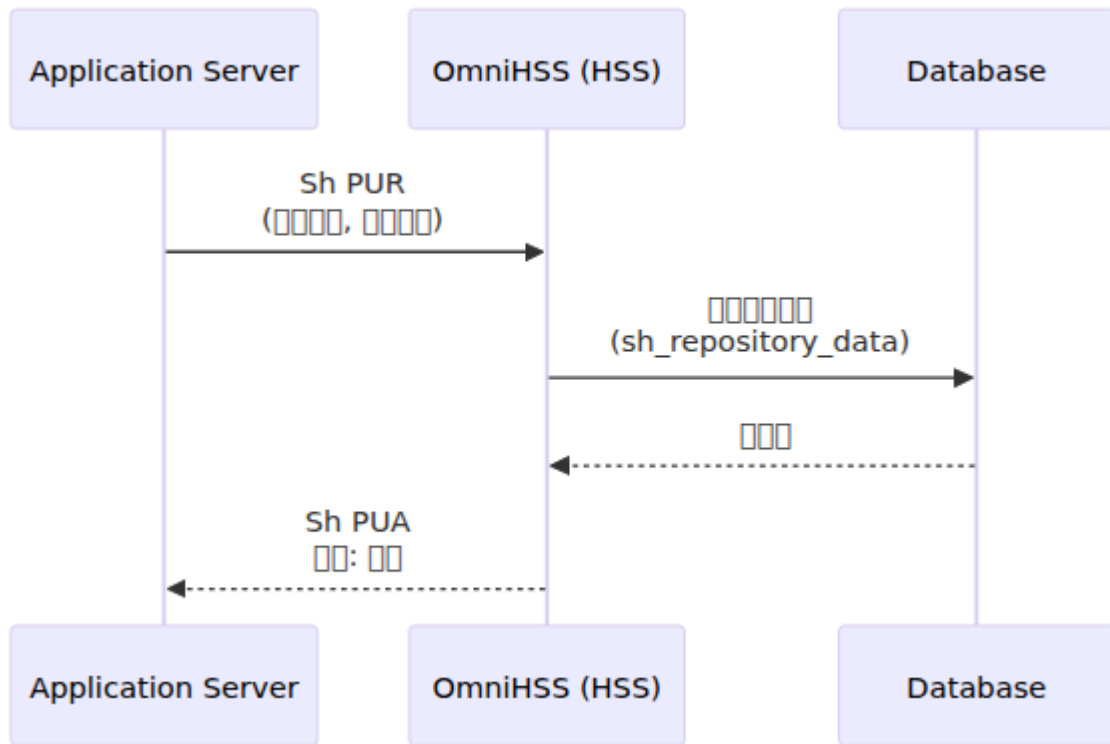 Application Server
OmniHSS (HSS)
Database
Sh PUR
(sh_repository_data)
Sh PUA
Application Server
OmniHSS (HSS)
Database